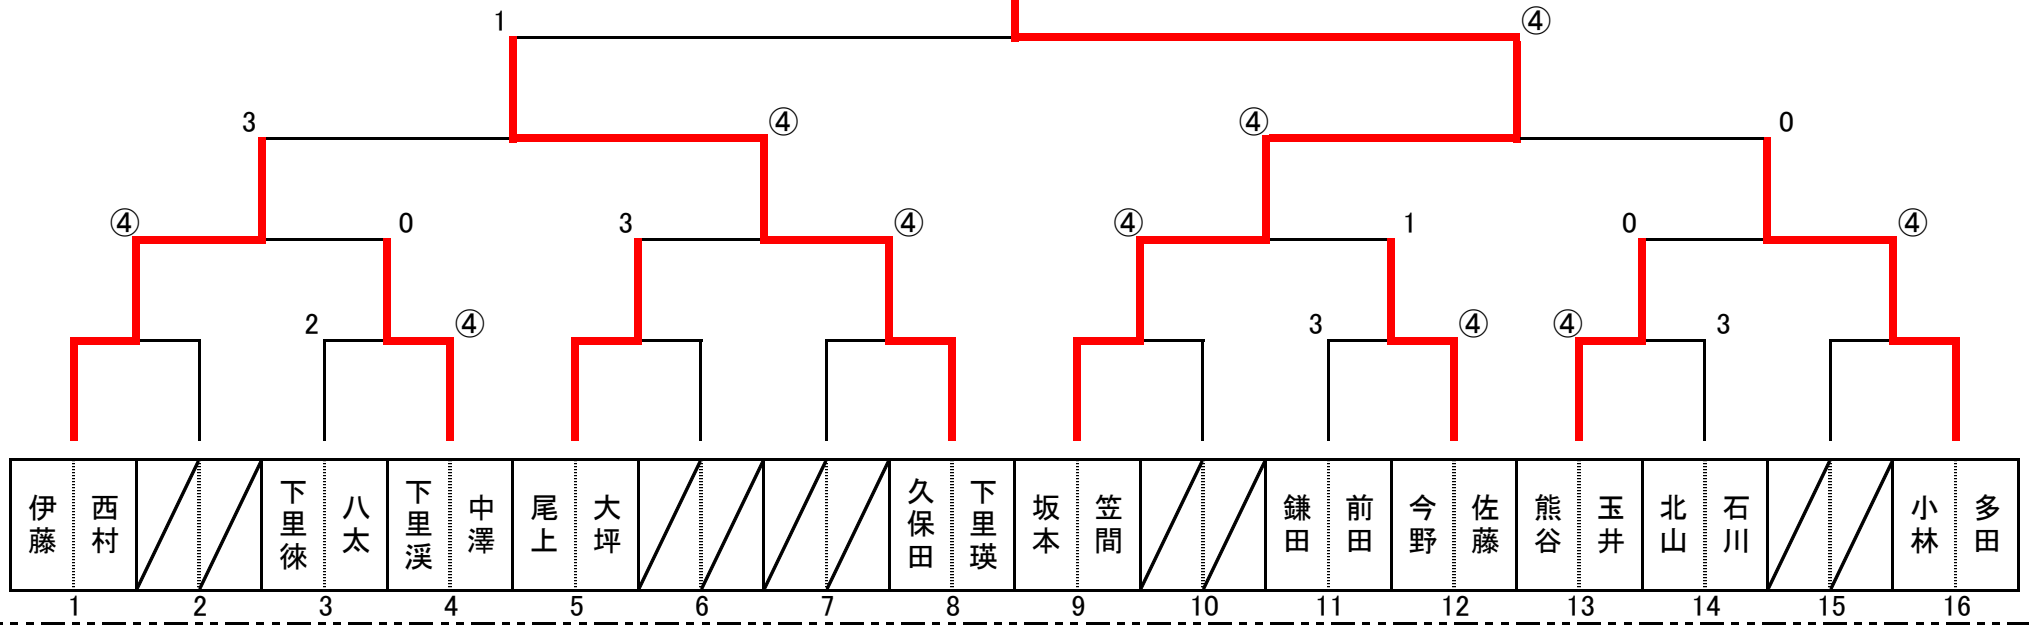 1 ④
3 ④ ④ 0
④ 0 3 ④ ④ 1 0 ④
2 ④ 3 ④ ④ 3
伊藤 西村 下里徠 八太 下里渓 中澤 尾上 大坪 久保田 下里瑛 坂本 笠間 鎌田 前田 今野 佐藤 熊谷 玉井 北山 石川 小林 多田
1 2 3 4 5 6 7 8 9 10 11 12 13 14 15 16